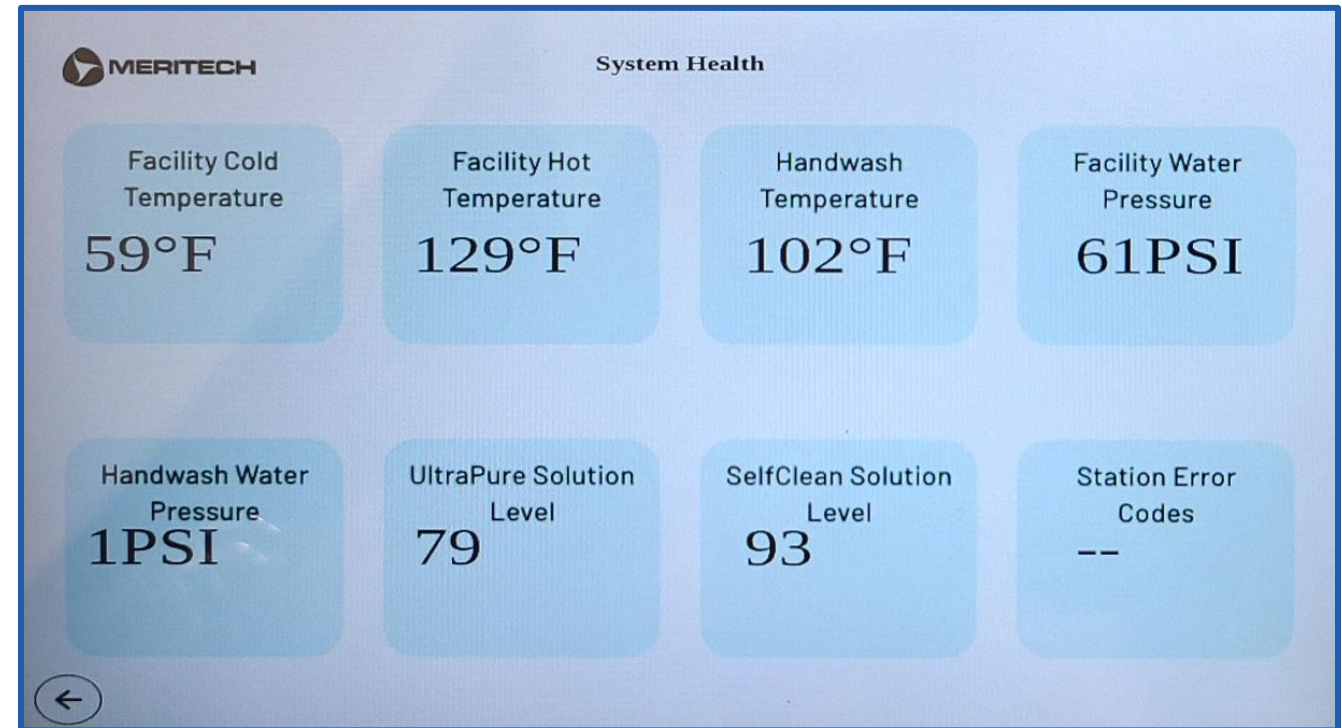 MERITECH
System Health
Facility Cold
Temperature
59°F
Facility Hot
Temperature
129°F
Handwash
Temperature
102°F
Facility Water
Pressure
61PSI
Handwash Water
Pressure
1PSI
UltraPure Solution
Level
79
SelfClean Solution
Level
93
Station Error
Codes
--